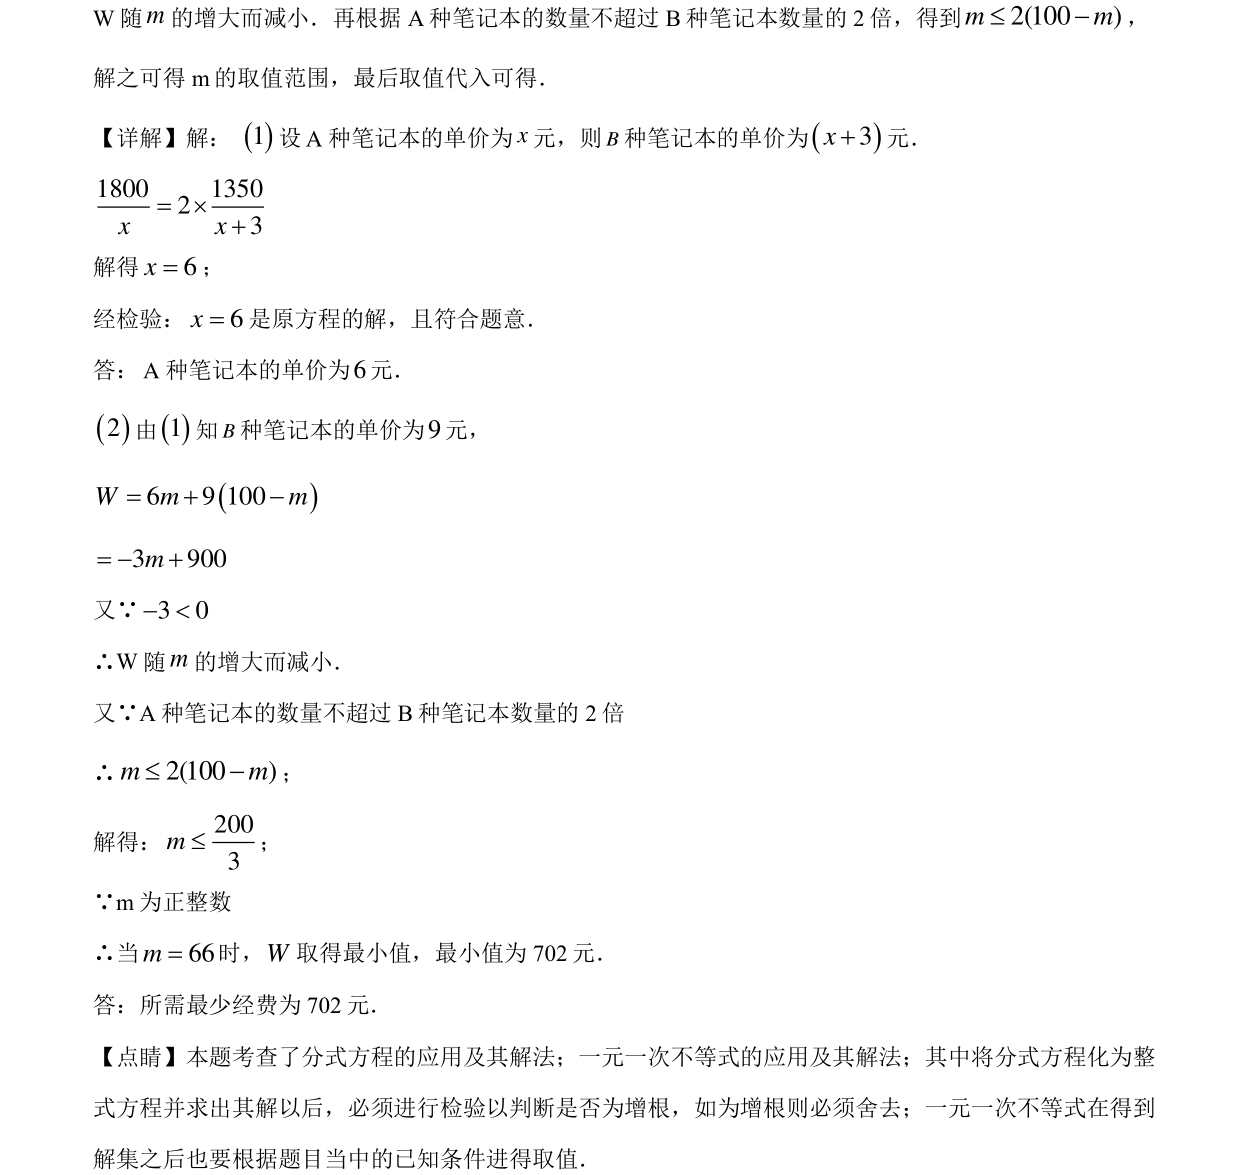 W 随 m 的增大而减小．再根据 A 种笔记本的数量不超过 B 种笔记本数量的 2 倍，得到 m ≤ 2(100 − m)，
解之可得 m 的取值范围，最后取值代入可得．
【详解】解： (1) 设 A 种笔记本的单价为 x 元，则 B 种笔记本的单价为 (x + 3) 元．
1800/x = 2 × 1350/(x + 3)
解得 x = 6；
经检验： x = 6 是原方程的解，且符合题意．
答： A 种笔记本的单价为 6 元．
(2) 由 (1) 知 B 种笔记本的单价为 9 元，
W = 6m + 9(100 − m)
= −3m + 900
又∵ −3 < 0
∴W 随 m 的增大而减小．
又∵A 种笔记本的数量不超过 B 种笔记本数量的 2 倍
∴ m ≤ 2(100 − m)；
解得： m ≤ 200/3；
∵m 为正整数
∴当 m = 66 时， W 取得最小值，最小值为 702 元．
答：所需最少经费为 702 元．
【点睛】本题考查了分式方程的应用及其解法；一元一次不等式的应用及其解法；其中将分式方程化为整
式方程并求出其解以后，必须进行检验以判断是否为增根，如为增根则必须舍去；一元一次不等式在得到
解集之后也要根据题目当中的已知条件进得取值．